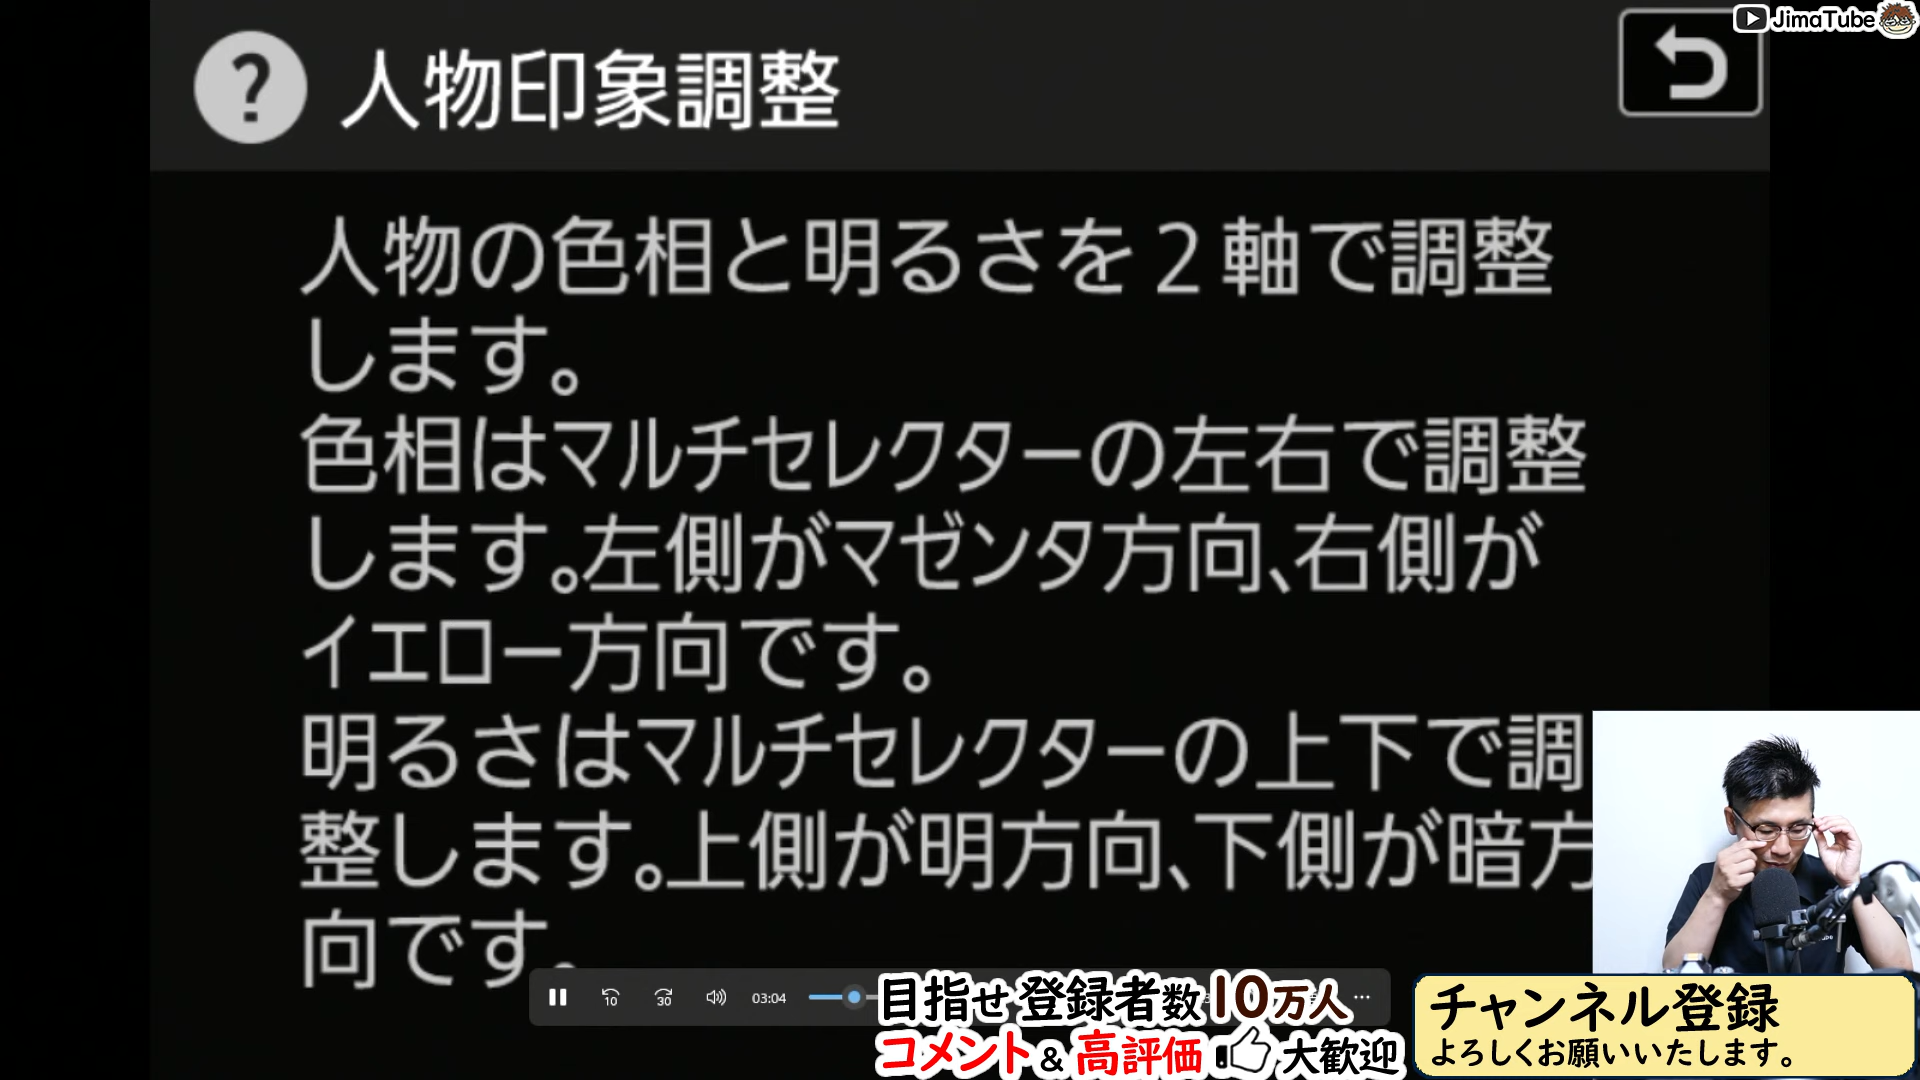 JimaTube
? 人物印象調整
人物の色相と明るさを2軸で調整
します。
色相はマルチセレクターの左右で調整
します。左側がマゼンタ方向、右側が
イエロー方向です。
明るさはマルチセレクターの上下で調
整します。上側が明方向、下側が暗方
向です。
10
30
03:04
目指せ 登録者数10万人
コメント&高評価 大歓迎
チャンネル登録
よろしくお願いいたします。